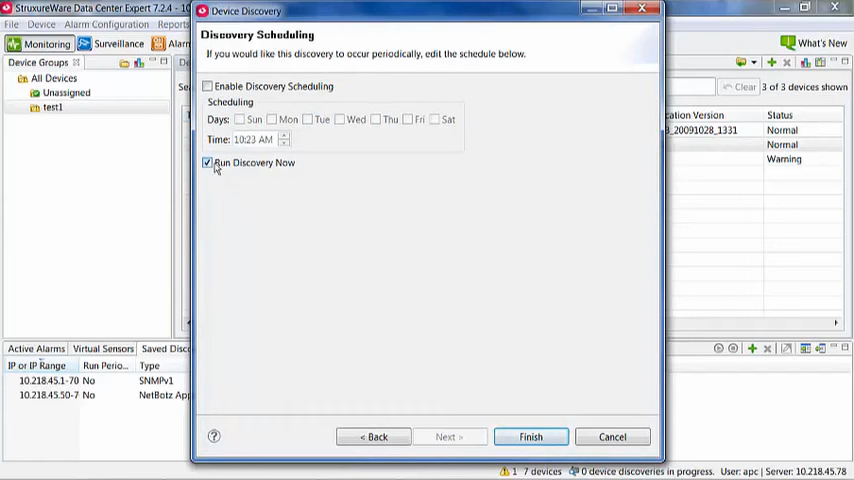 StruxureWare Data Center Expert 7.2.4 - 10
File Device Alarm Configuration Reports
Monitoring Surveillance Alarm
What's New
Device Groups
All Devices
Unassigned
test1
Clear 3 of 3 devices shown
cation Version Status
_20091028_1331 Normal
Normal
Warning
Device Discovery
Discovery Scheduling
If you would like this discovery to occur periodically, edit the schedule below.
Enable Discovery Scheduling
Scheduling
Days: Sun Mon Tue Wed Thu Fri Sat
Time: 10:23 AM
Run Discovery Now
< Back Next > Finish Cancel
Active Alarms Virtual Sensors Saved Disco
IP or IP Range Run Perio... Type
10.218.45.1-70 No SNMPv1
10.218.45.50-7 No NetBotz App
1 7 devices 0 device discoveries in progress. User: apc | Server: 10.218.45.78